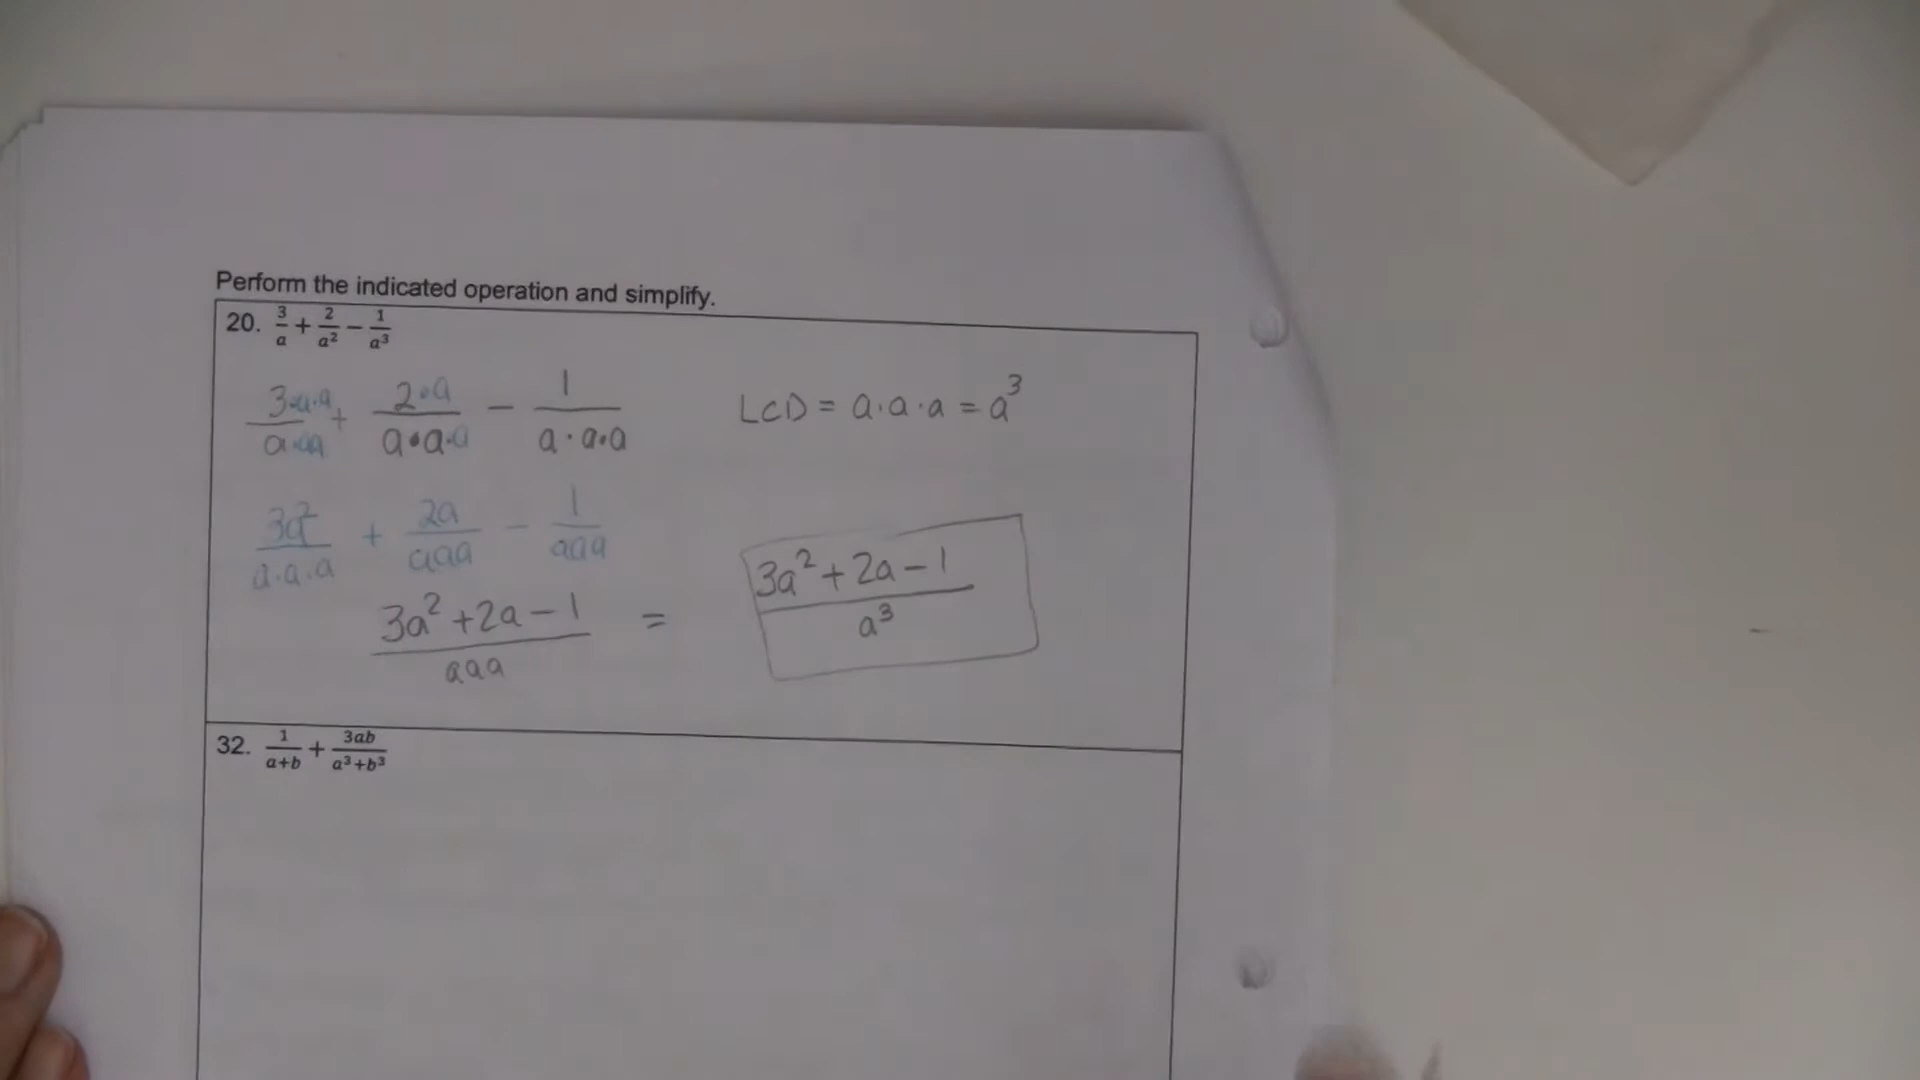 Perform the indicated operation and simplify.
20. 3/a + 2/a² − 1/a³
3·a·a/a·aa + 2·a/a·a·a − 1/a·a·a
LCD = a·a·a = a³
3a²/a·a·a + 2a/aaa − 1/aaa
3a²+2a−1/aaa = 3a²+2a−1/a³
32. 1/a+b + 3ab/a³+b³